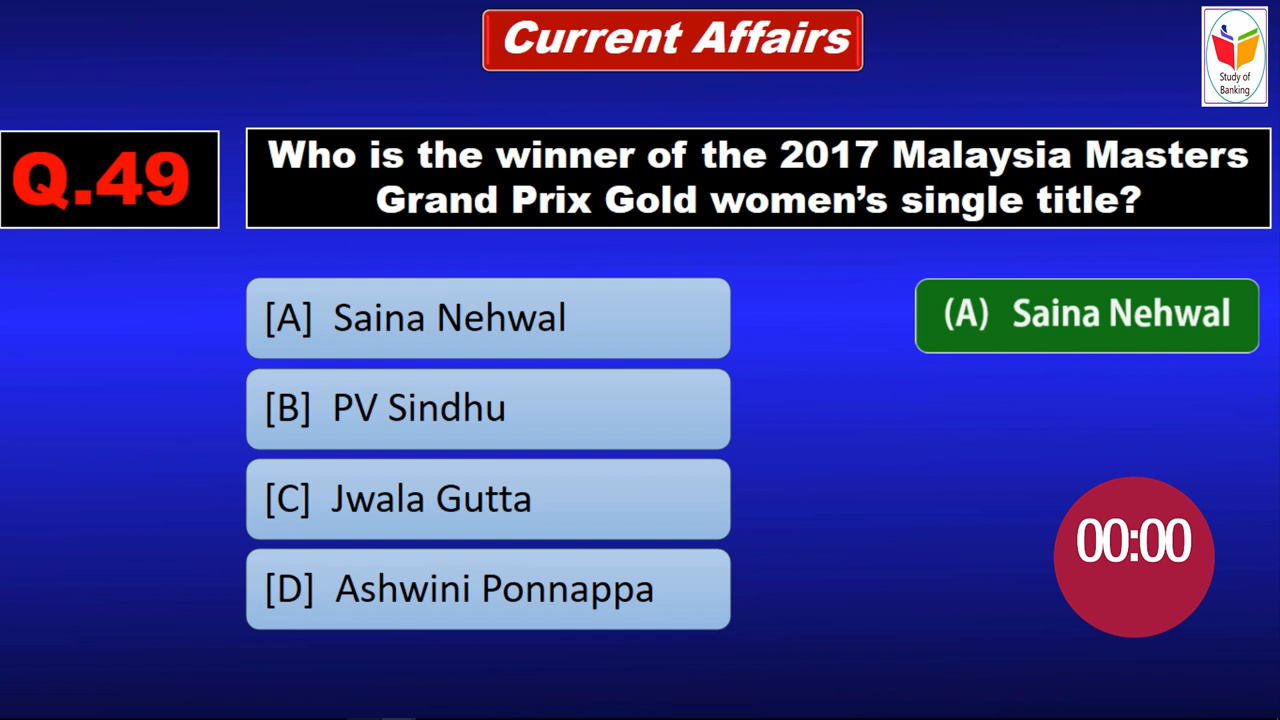 Current Affairs
Study of
Banking
Q.49
Who is the winner of the 2017 Malaysia Masters
Grand Prix Gold women’s single title?
[A] Saina Nehwal
(A) Saina Nehwal
[B] PV Sindhu
[C] Jwala Gutta
[D] Ashwini Ponnappa
00:00